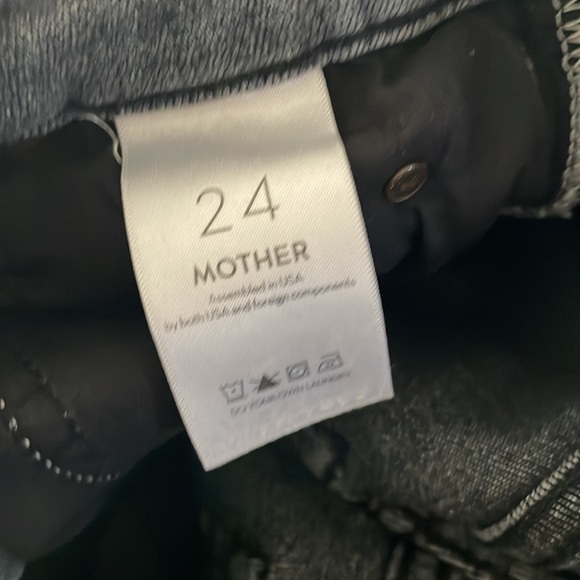 24
MOTHER
Assembled in USA
by both USA and foreign components
DO YOUR OWN LAUNDRY